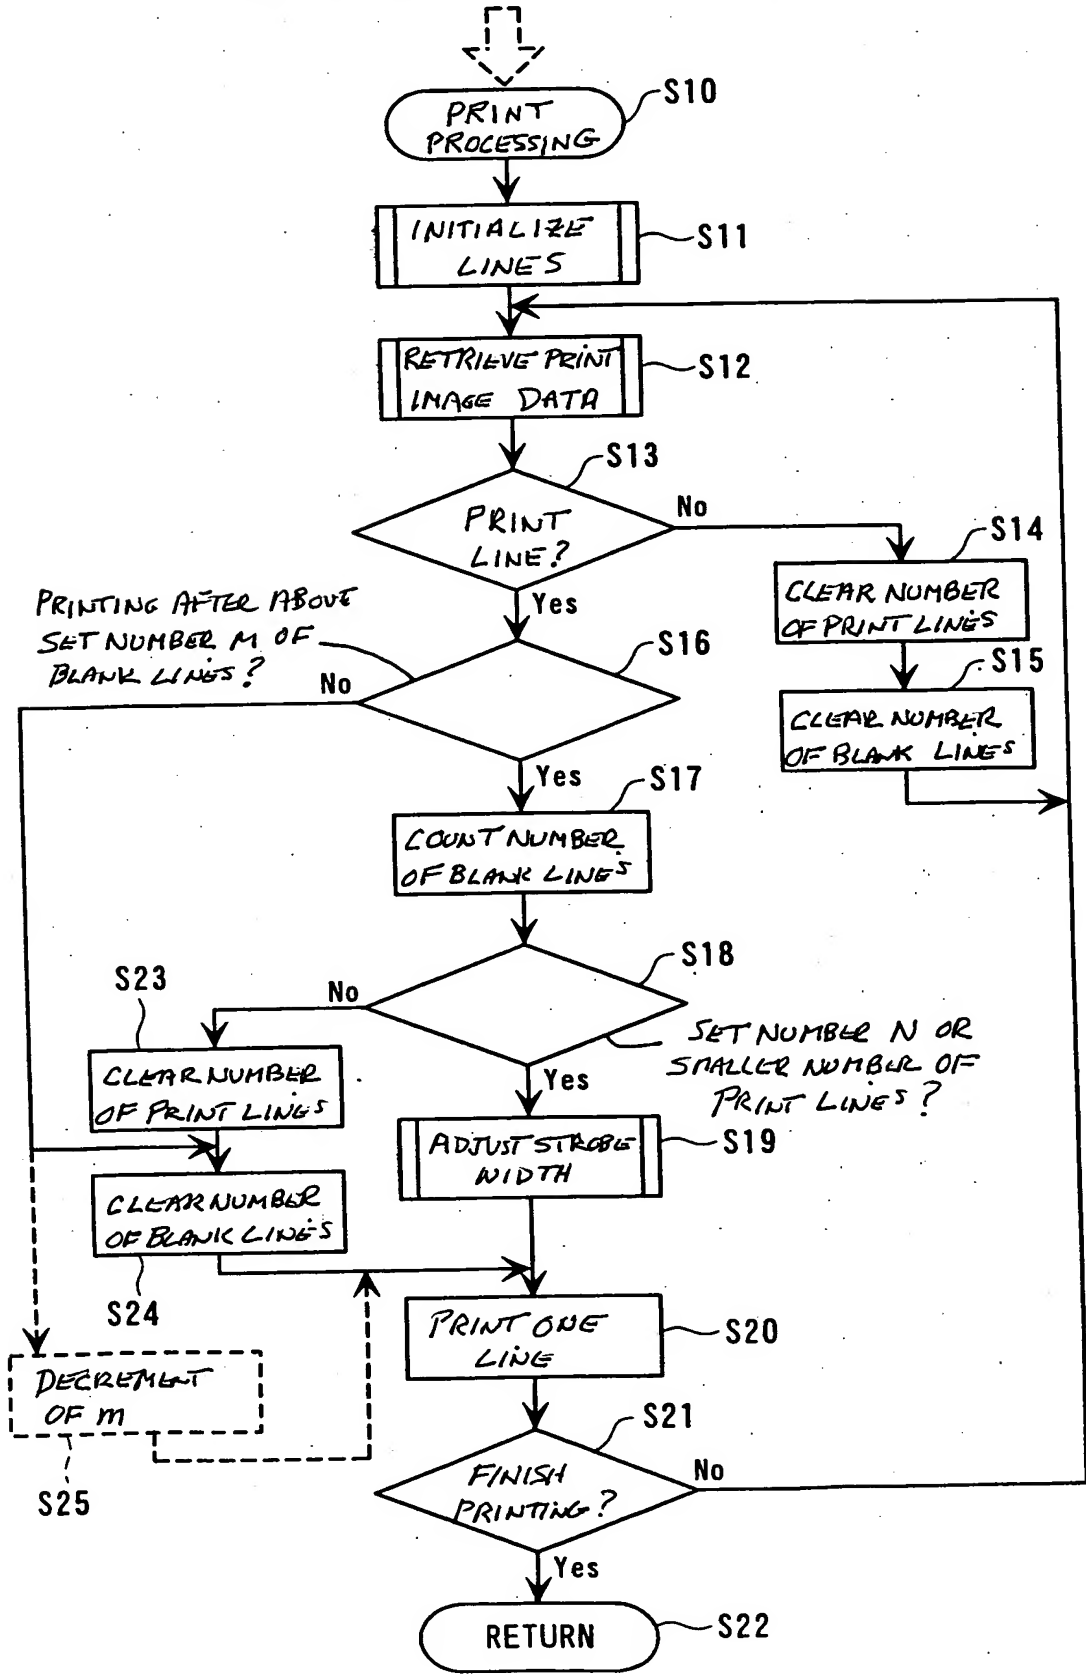 PRINT
PROCESSING
S10
INITIALIZE
LINES
S11
RETRIEVE PRINT
IMAGE DATA
S12
S13
PRINT
LINE?
No
Yes
S14
CLEAR NUMBER
OF PRINT LINES
S15
CLEAR NUMBER
OF BLANK LINES
PRINTING AFTER ABOVE
SET NUMBER M OF
BLANK LINES?
S16
No
Yes
S17
COUNT NUMBER
OF BLANK LINES
S18
No
Yes
SET NUMBER N OR
SMALLER NUMBER OF
PRINT LINES?
S23
CLEAR NUMBER
OF PRINT LINES
ADJUST STROBE
WIDTH
S19
CLEAR NUMBER
OF BLANK LINES
S24
PRINT ONE
LINE
S20
DECREMENT
OF m
S25
S21
FINISH
PRINTING?
No
Yes
RETURN
S22